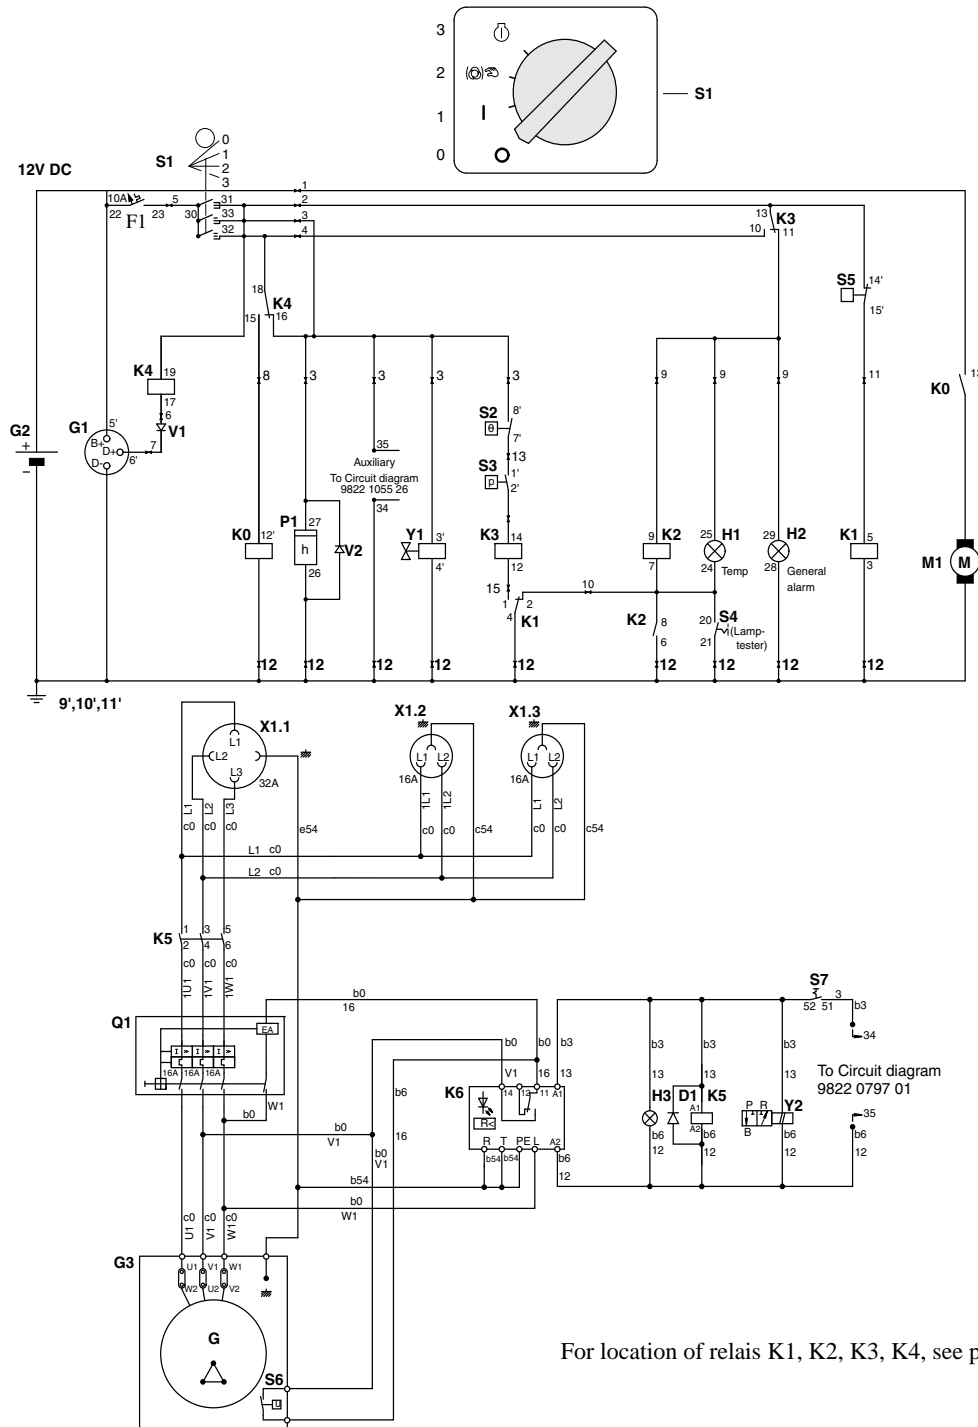 3
2
1
0
S1
S1
0
1
2
3
12V DC
1
10A
5
31
2
22
F1
23
30
33
3
32
4
13
K3
10
11
18
K4
15
16
S5
14'
15'
K4
19
17
8
3
3
3
3
9
9
9
11
K0
13
6
V1
G2
+
−
G1
5'
B+
D+
D-
6'
7
S2
8'
θ
7'
13
S3
1'
p
2'
35
Auxiliary
To Circuit diagram
9822 1055 26
34
K0
12'
P1
27
h
26
V2
Y1
3'
4'
K3
14
12
K2
9
7
25
H1
24
Temp
29
H2
28
General
alarm
K1
5
3
M1
M
15
1
2
4
K1
10
K2
8
6
20
S4
21
(Lamp-
tester)
12
12
12
12
12
12
12
12
12
9',10',11'
X1.1
L1
L2
L3
32A
X1.2
L1
L2
16A
X1.3
L1
L2
16A
L1
L2
L3
c0
c0
c0
e54
1L1
1L2
c0
c0
c54
L1
L2
c0
c0
c54
L1 c0
L2 c0
K5
1
3
5
2
4
6
c0
c0
c0
1U1
1V1
1W1
b0
16
Q1
EA
I
»
I
»
I
»
16A
16A
16A
W1
b0
b0
V1
b0
V1
b6
16
b0
b0
b3
V1
16
13
K6
14
12
11
A1
R<
R
T
PE
L
A2
b54
b54
b6
12
b54
b0
W1
S7
52
51
3
b3
34
b3
b3
b3
13
13
13
H3
D1
A1
K5
A2
P
R
B
Y2
b6
b6
b6
12
12
12
To Circuit diagram
9822 0797 01
35
b6
12
c0
c0
c0
U1
V1
W1
G3
U1
V1
W1
W2
U2
V2
G
S6
u
For location of relais K1, K2, K3, K4, see p